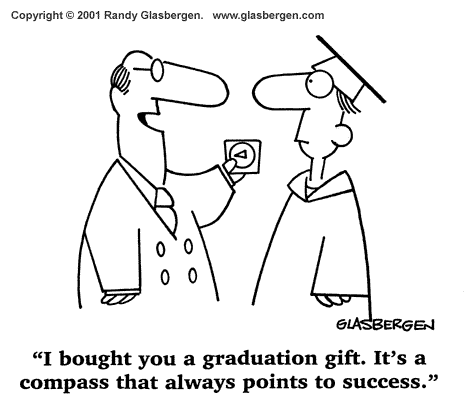 Copyright © 2001 Randy Glasbergen.   www.glasbergen.com
GLASBERGEN
“I bought you a graduation gift. It’s a
compass that always points to success.”